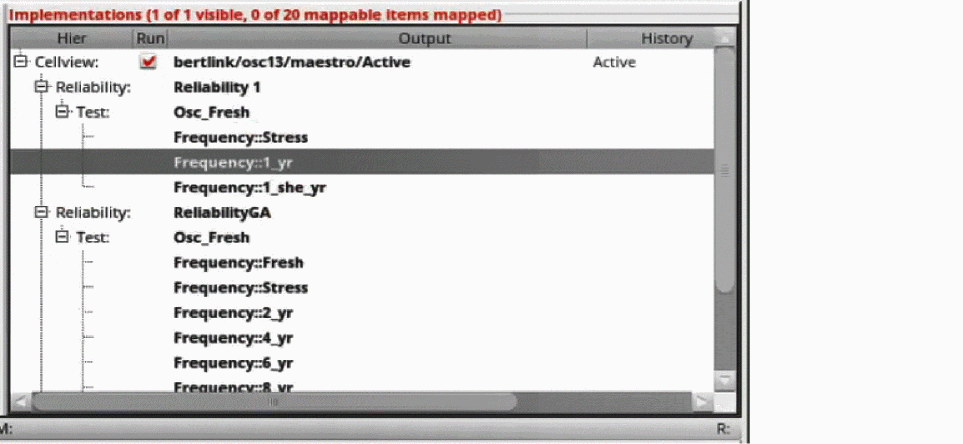 Implementations (1 of 1 visible, 0 of 20 mappable items mapped)
Hier Run Output History
Cellview: bertlink/osc13/maestro/Active Active
Reliability: Reliability 1
Test: Osc_Fresh
Frequency::Stress
Frequency::1_yr
Frequency::1_she_yr
Reliability: ReliabilityGA
Test: Osc_Fresh
Frequency::Fresh
Frequency::Stress
Frequency::2_yr
Frequency::4_yr
Frequency::6_yr
Frequency::8_yr
M: R: